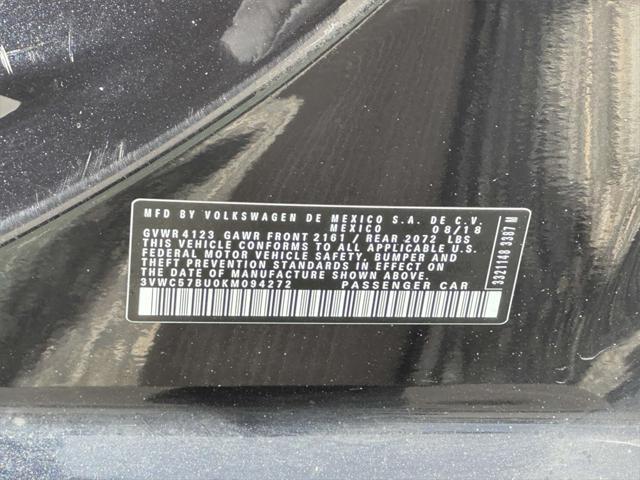 MFD BY VOLKSWAGEN DE MEXICO S.A. DE C.V.
MEXICO 08/18
GVWR 4123 GAWR FRONT 2161 / REAR 2072 LBS
THIS VEHICLE CONFORMS TO ALL APPLICABLE U.S.
FEDERAL MOTOR VEHICLE SAFETY, BUMPER AND
THEFT PREVENTION STANDARDS IN EFFECT ON
THE DATE OF MANUFACTURE SHOWN ABOVE.
3VWC57BU0KM094272 PASSENGER CAR
3321149 3387 M